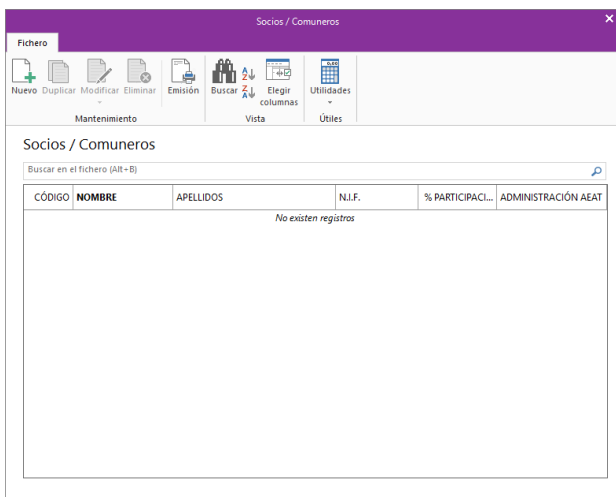 Socios / Comuneros
Fichero
Nuevo Duplicar Modificar Eliminar Emisión Buscar Elegir columnas Utilidades
Mantenimiento Vista Útiles
Socios / Comuneros
Buscar en el fichero (Alt+B)
CÓDIGO NOMBRE APELLIDOS N.I.F. % PARTICIPACI... ADMINISTRACIÓN AEAT
No existen registros